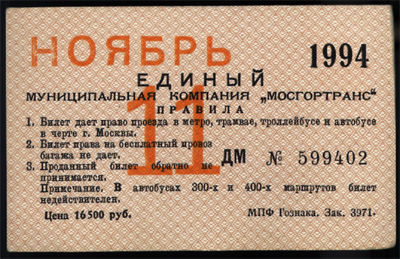 НОЯБРЬ 1994
ЕДИНЫЙ
МУНИЦИПАЛЬНАЯ КОМПАНИЯ „МОСГОРТРАНС“
11
ПРАВИЛА
1. Билет дает право проезда в метро, трамвае, троллейбусе и автобусе
в черте г. Москвы.
2. Билет права на бесплатный провоз
багажа не дает.
ДМ № 599402
3. Проданный билет обратно не
принимается.
Примечание. В автобусах 300-х и 400-х маршрутов билет
недействителен.
Цена 16 500 руб.
МПФ Гознака. Зак. 3971.